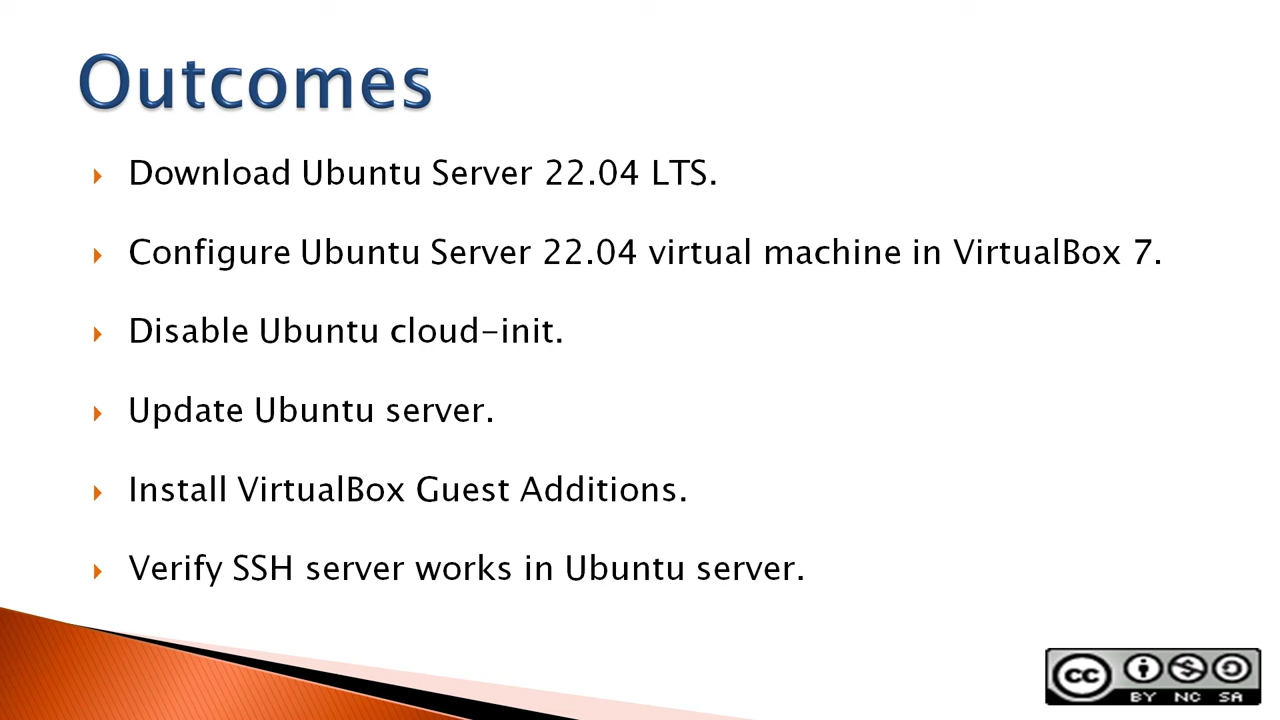 Outcomes
Download Ubuntu Server 22.04 LTS.
Configure Ubuntu Server 22.04 virtual machine in VirtualBox 7.
Disable Ubuntu cloud-init.
Update Ubuntu server.
Install VirtualBox Guest Additions.
Verify SSH server works in Ubuntu server.
cc
BY NC SA